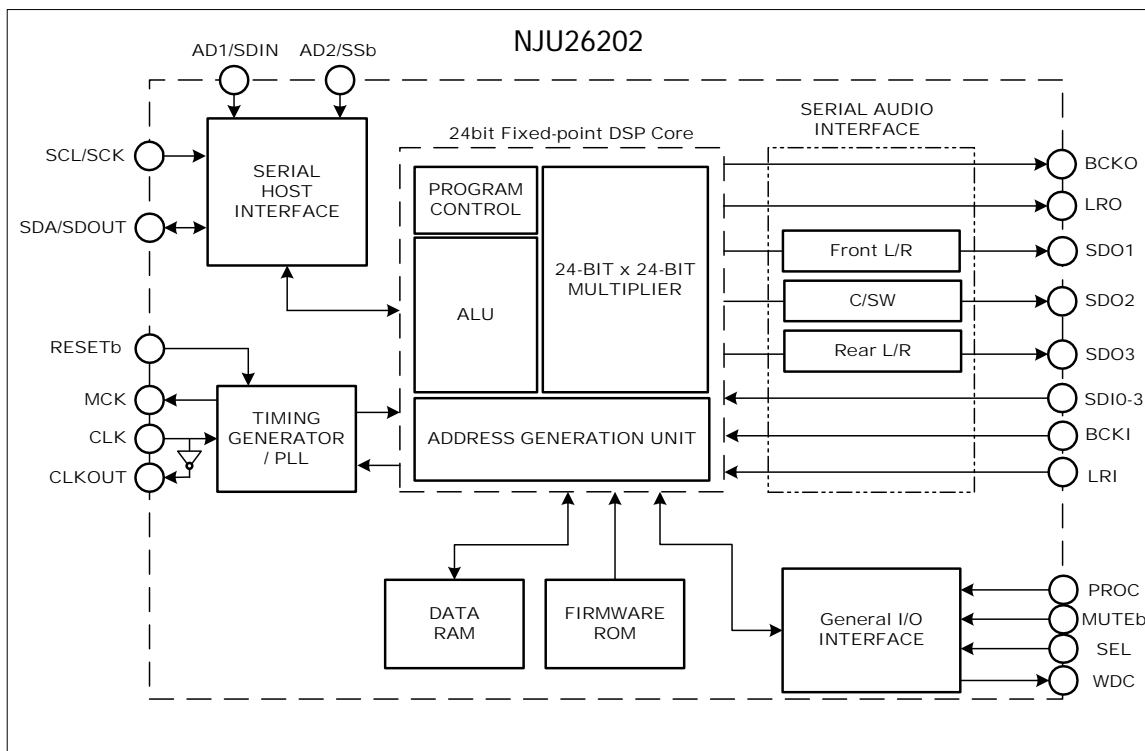 NJU26202
AD1/SDIN
AD2/SSb
SCL/SCK
SDA/SDOUT
SERIAL
HOST
INTERFACE
24bit Fixed-point DSP Core
PROGRAM
CONTROL
ALU
24-BIT x 24-BIT
MULTIPLIER
ADDRESS GENERATION UNIT
SERIAL AUDIO
INTERFACE
Front L/R
C/SW
Rear L/R
BCKO
LRO
SDO1
SDO2
SDO3
SDI0-3
BCKI
LRI
RESETb
MCK
CLK
CLKOUT
TIMING
GENERATOR
/ PLL
DATA
RAM
FIRMWARE
ROM
General I/O
INTERFACE
PROC
MUTEb
SEL
WDC